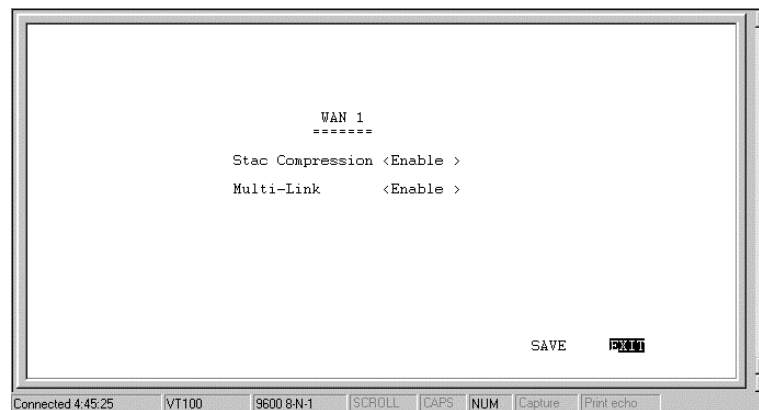 WAN 1
=======
Stac Compression <Enable >
Multi-Link <Enable >
SAVE EXIT
Connected 4:45:25 VT100 9600 8-N-1 SCROLL CAPS NUM Capture Print echo